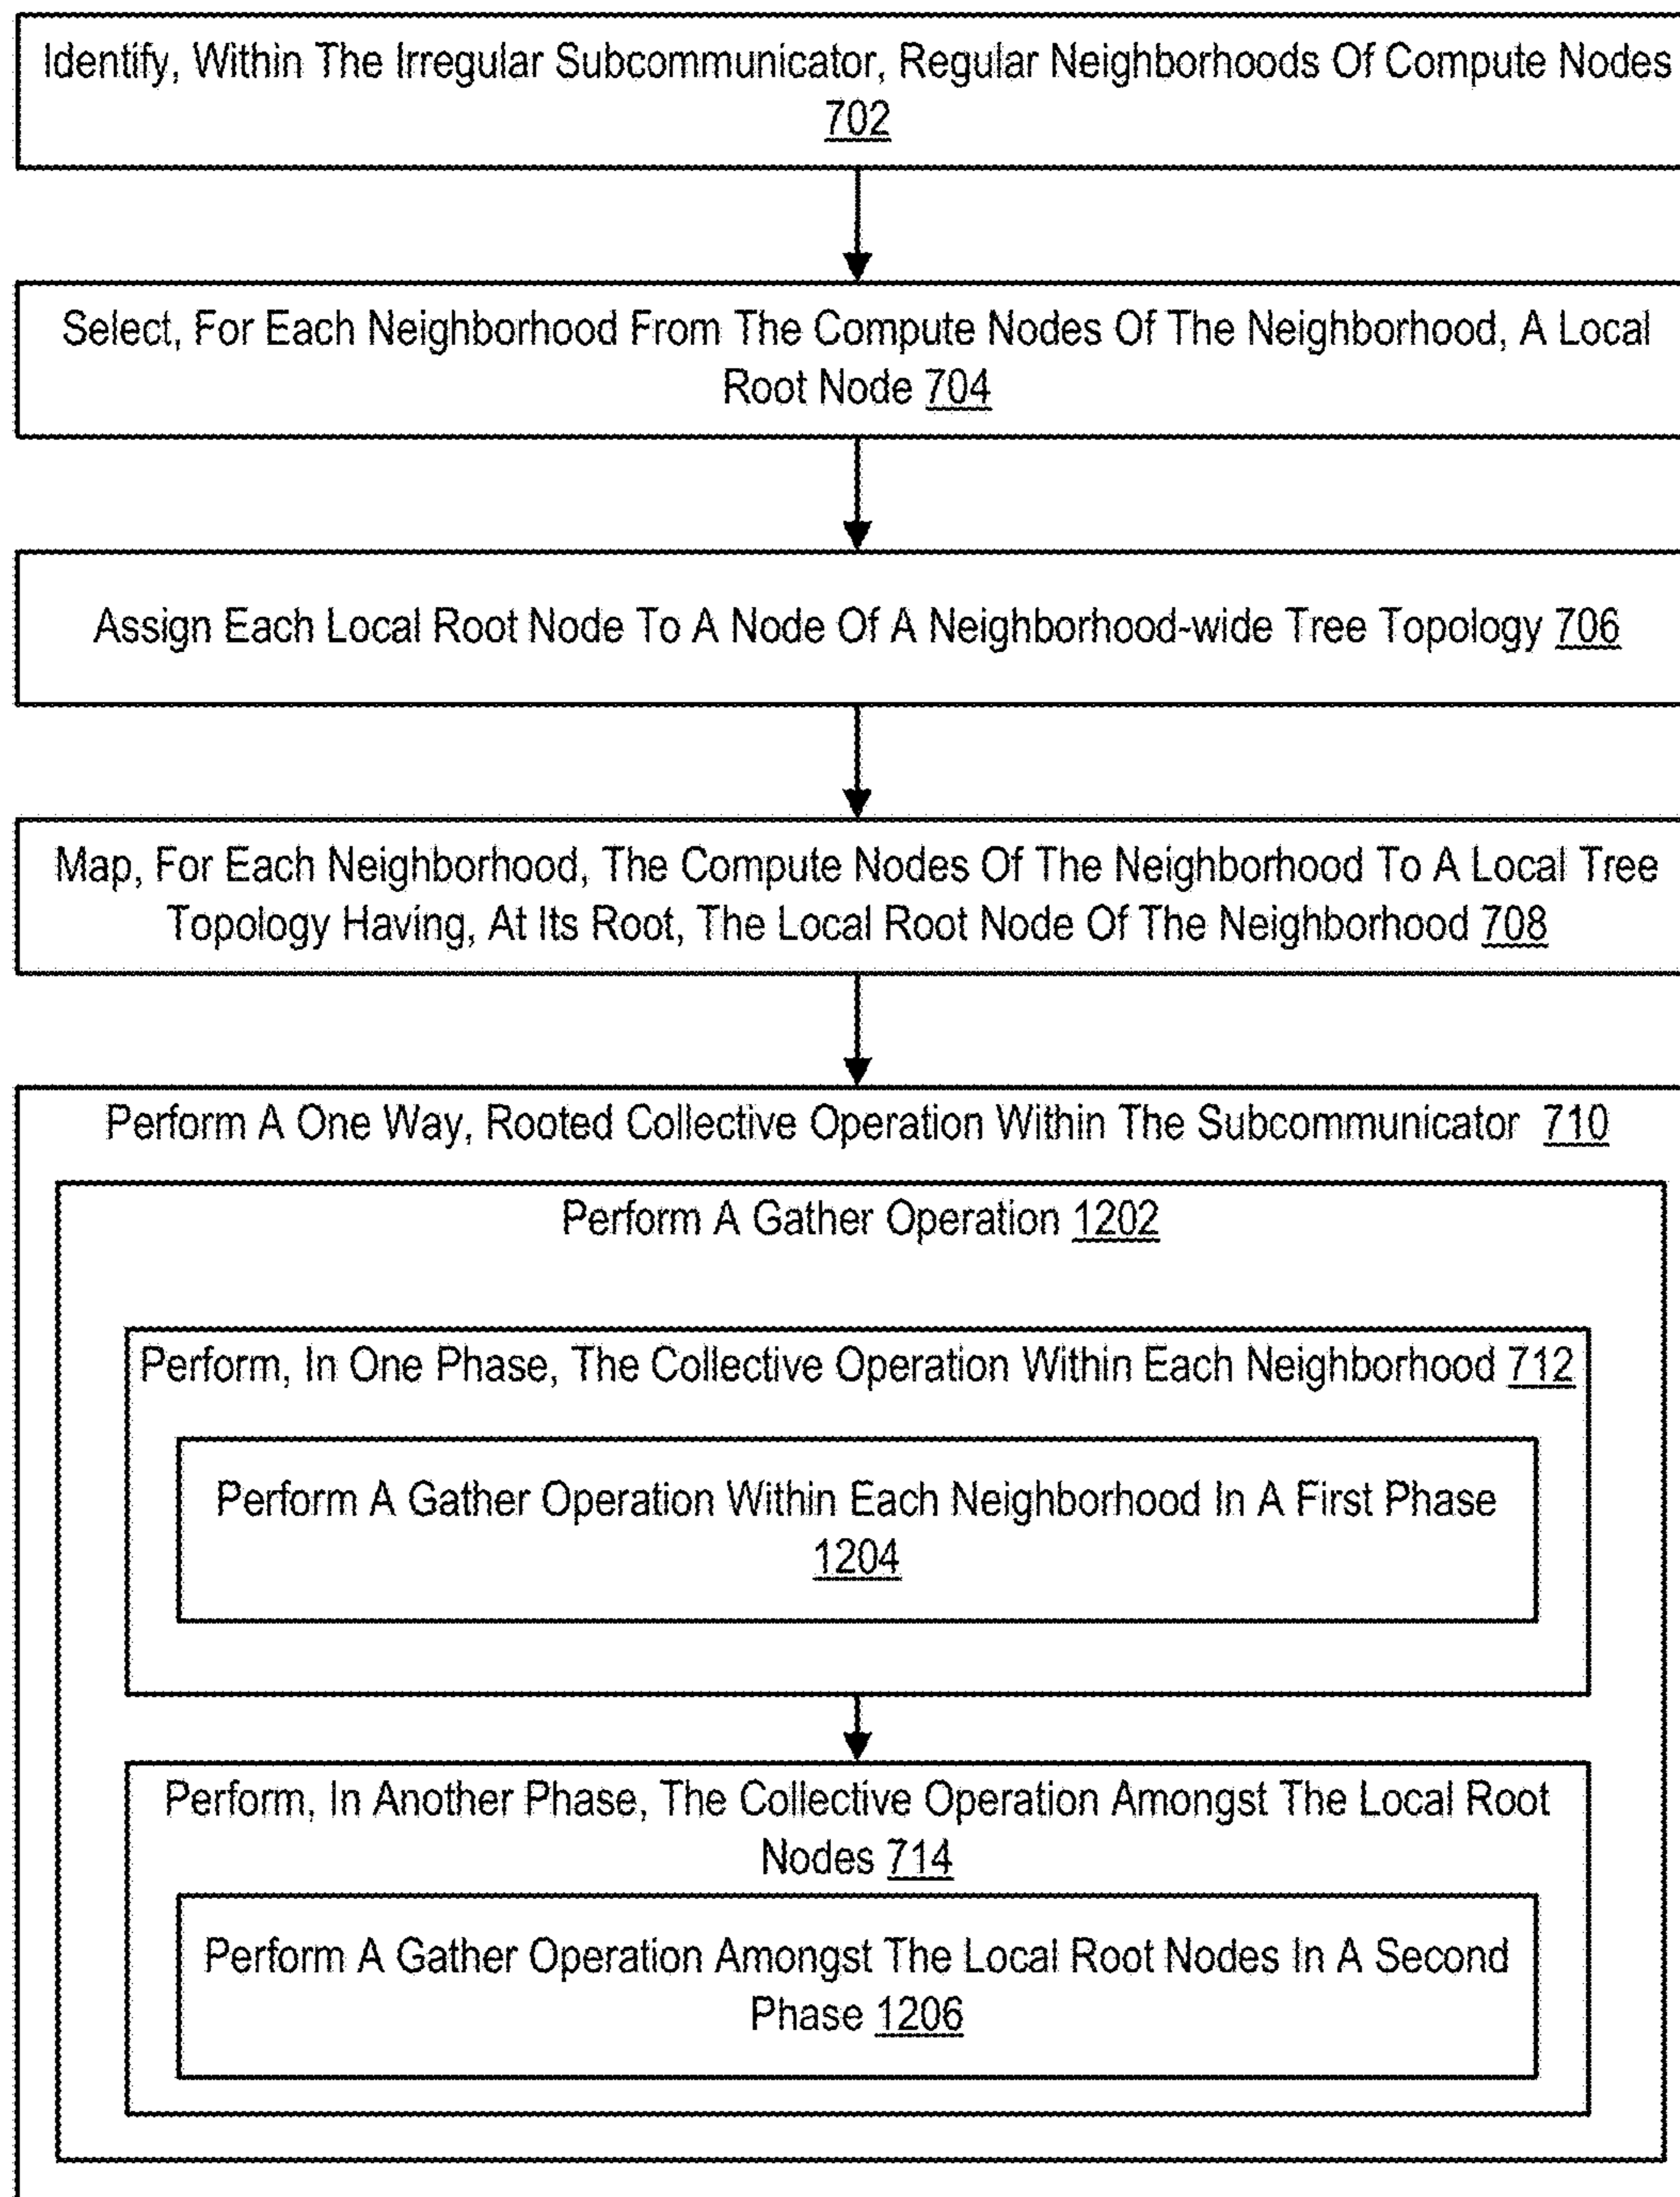 Identify, Within The Irregular Subcommunicator, Regular Neighborhoods Of Compute Nodes
702
Select, For Each Neighborhood From The Compute Nodes Of The Neighborhood, A Local
Root Node 704
Assign Each Local Root Node To A Node Of A Neighborhood-wide Tree Topology 706
Map, For Each Neighborhood, The Compute Nodes Of The Neighborhood To A Local Tree
Topology Having, At Its Root, The Local Root Node Of The Neighborhood 708
Perform A One Way, Rooted Collective Operation Within The Subcommunicator 710
Perform A Gather Operation 1202
Perform, In One Phase, The Collective Operation Within Each Neighborhood 712
Perform A Gather Operation Within Each Neighborhood In A First Phase
1204
Perform, In Another Phase, The Collective Operation Amongst The Local Root
Nodes 714
Perform A Gather Operation Amongst The Local Root Nodes In A Second
Phase 1206